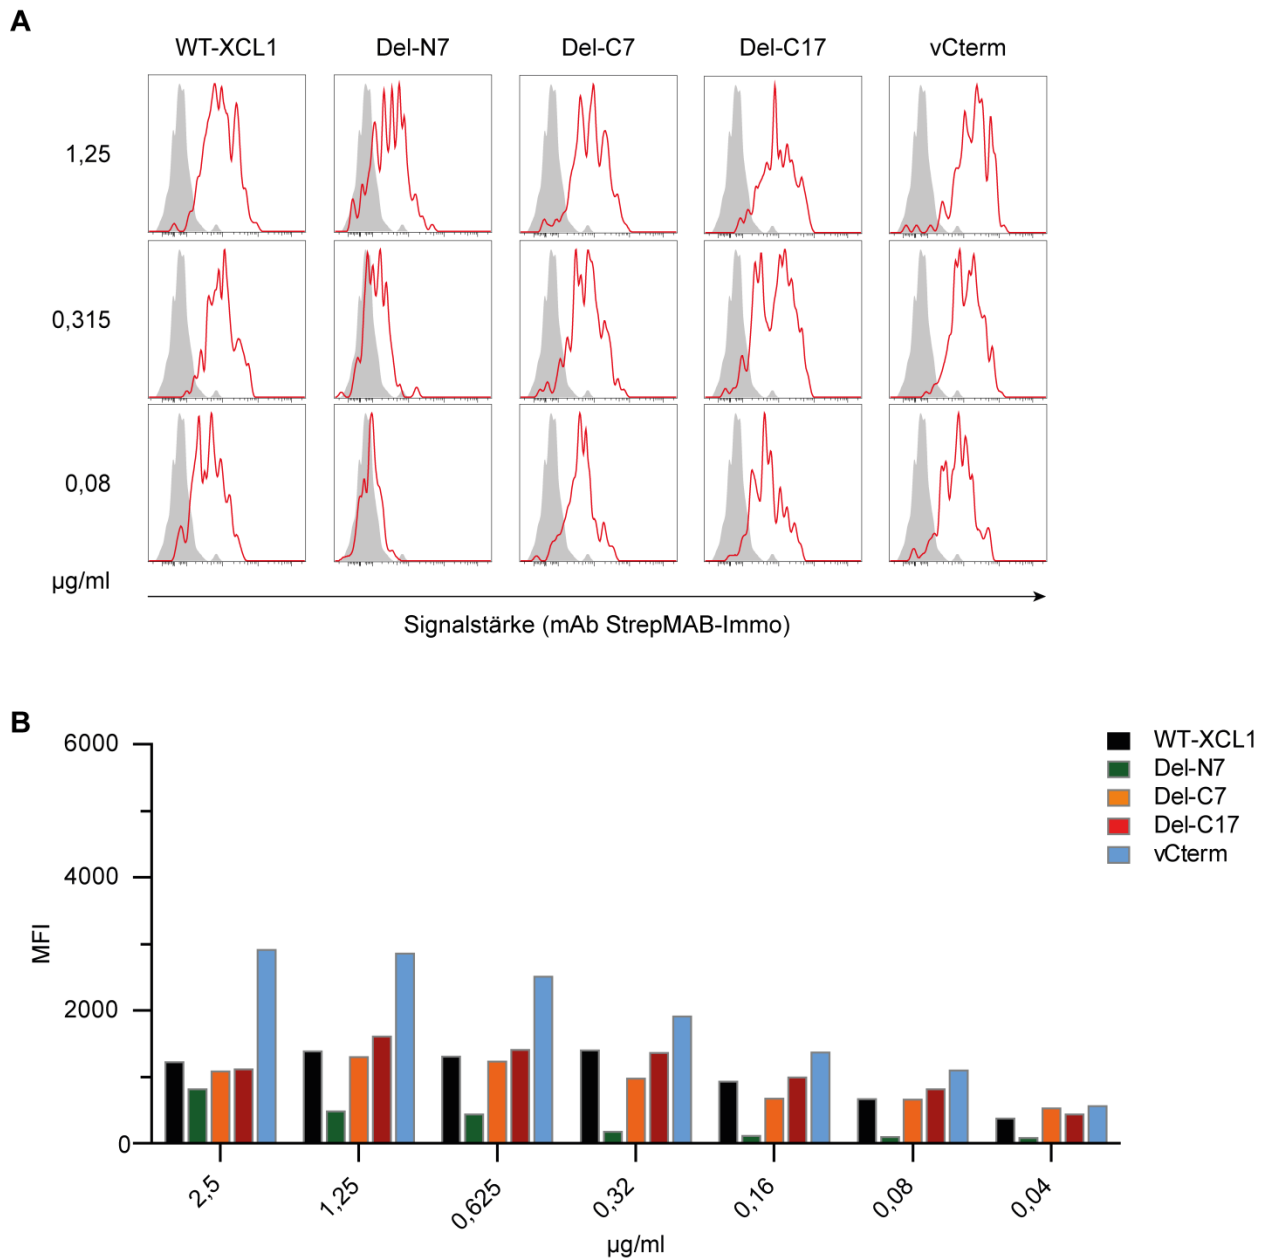 A
WT-XCL1 Del-N7 Del-C7 Del-C17 vCterm
1,25
0,315
0,08
µg/ml
Signalstärke (mAb StrepMAB-Immo)
B
6000
4000
2000
0
MFI
WT-XCL1
Del-N7
Del-C7
Del-C17
vCterm
2,5 1,25 0,625 0,32 0,16 0,08 0,04
µg/ml